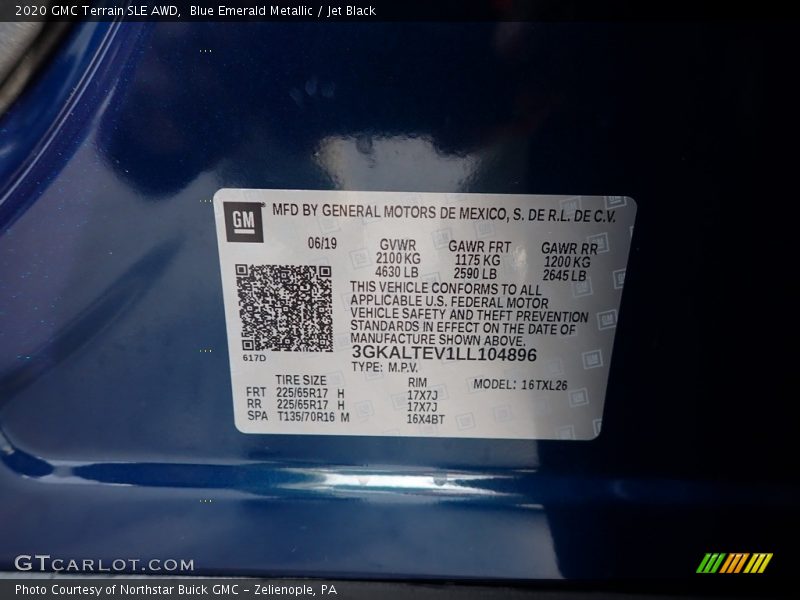 2020 GMC Terrain SLE AWD,  Blue Emerald Metallic / Jet Black
GM
MFD BY GENERAL MOTORS DE MEXICO, S. DE R.L. DE C.V.
06/19 GVWR GAWR FRT GAWR RR
2100 KG 1175 KG 1200 KG
4630 LB 2590 LB 2645 LB
THIS VEHICLE CONFORMS TO ALL
APPLICABLE U.S. FEDERAL MOTOR
VEHICLE SAFETY AND THEFT PREVENTION
STANDARDS IN EFFECT ON THE DATE OF
MANUFACTURE SHOWN ABOVE.
617D
3GKALTEV1LL104896
TYPE: M.P.V.
TIRE SIZE RIM MODEL: 16TXL26
FRT 225/65R17 H 17X7J
RR 225/65R17 H 17X7J
SPA T135/70R16 M 16X4BT
GTCARLOT.COM
Photo Courtesy of Northstar Buick GMC - Zelienople, PA